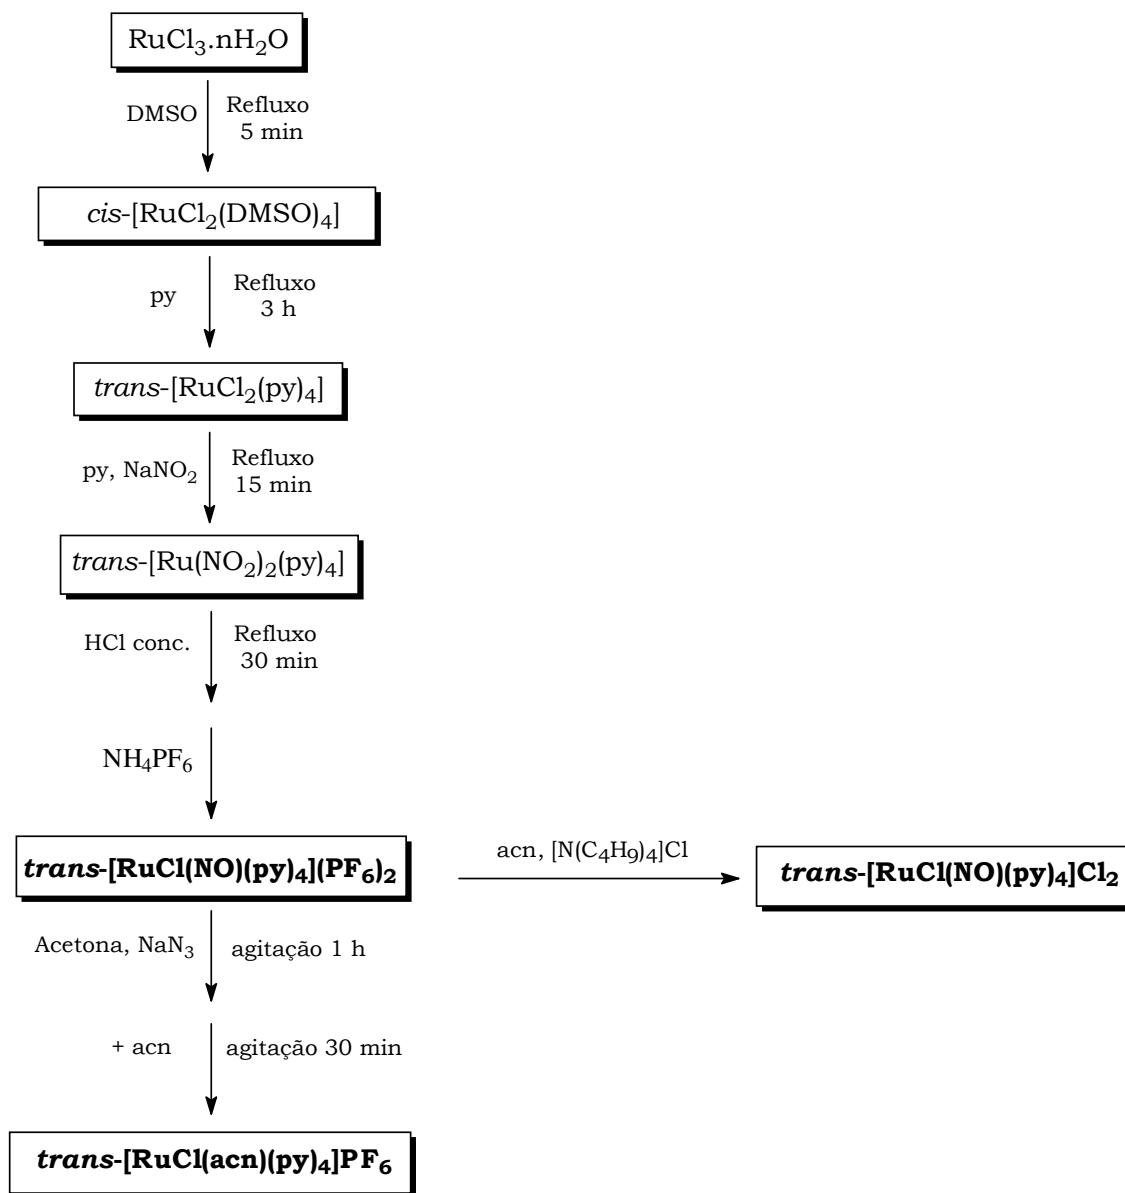 RuCl3.nH2O
DMSO Refluxo
5 min
cis-[RuCl2(DMSO)4]
py Refluxo
3 h
trans-[RuCl2(py)4]
py, NaNO2 Refluxo
15 min
trans-[Ru(NO2)2(py)4]
HCl conc. Refluxo
30 min
NH4PF6
trans-[RuCl(NO)(py)4](PF6)2
acn, [N(C4H9)4]Cl
trans-[RuCl(NO)(py)4]Cl2
Acetona, NaN3 agitação 1 h
+ acn agitação 30 min
trans-[RuCl(acn)(py)4]PF6